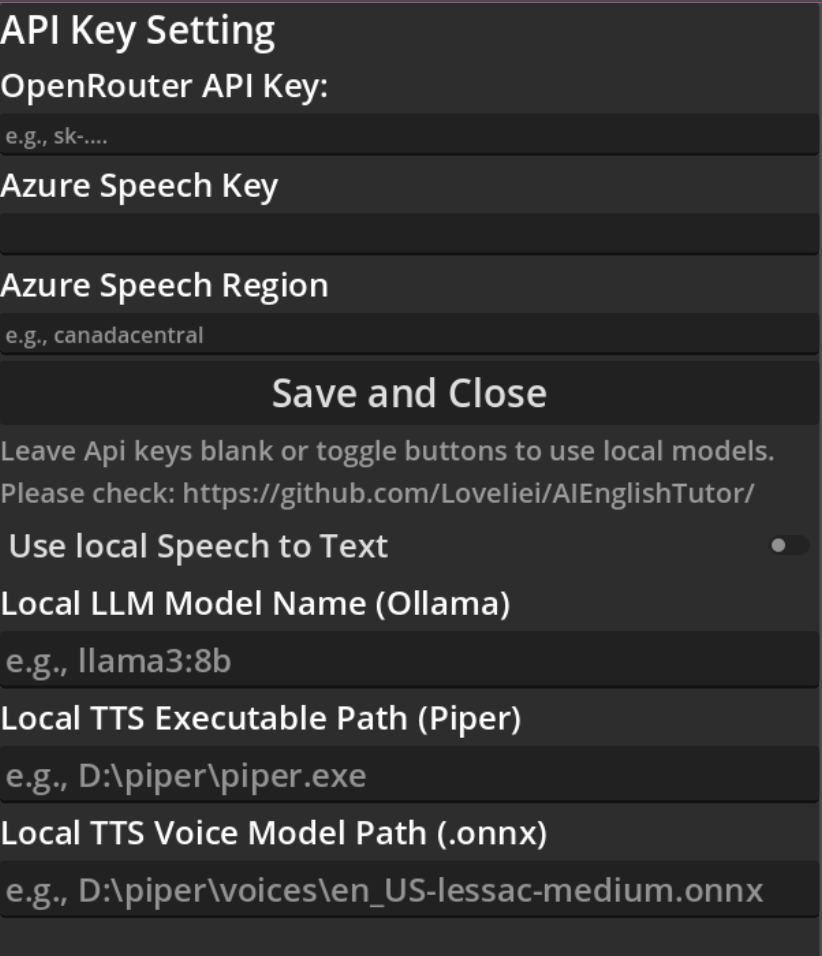 API Key Setting
OpenRouter API Key:
e.g., sk-....
Azure Speech Key
Azure Speech Region
e.g., canadacentral
Save and Close
Leave Api keys blank or toggle buttons to use local models.
Please check: https://github.com/LoveIiei/AIEnglishTutor/
Use local Speech to Text
Local LLM Model Name (Ollama)
e.g., llama3:8b
Local TTS Executable Path (Piper)
e.g., D:\piper\piper.exe
Local TTS Voice Model Path (.onnx)
e.g., D:\piper\voices\en_US-lessac-medium.onnx